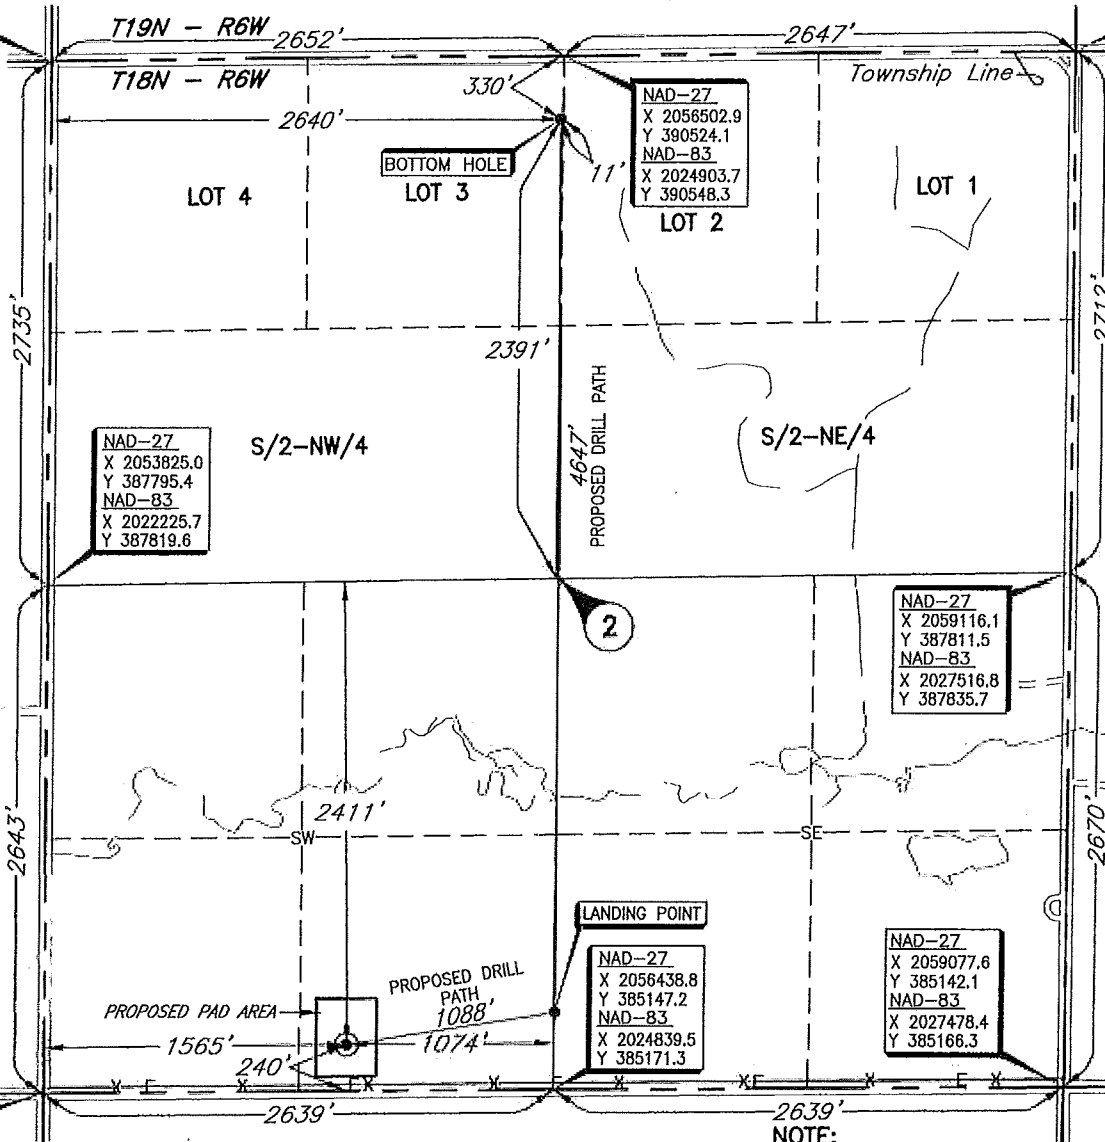 T19N - R6W
2652'
2647'
T18N - R6W
Township Line
330'
2640'
NAD-27
X 2056502.9
Y 390524.1
NAD-83
X 2024903.7
Y 390548.3
BOTTOM HOLE
11'
LOT 4
LOT 3
LOT 2
LOT 1
2735'
2712'
2391'
4647'
PROPOSED DRILL PATH
S/2-NW/4
S/2-NE/4
NAD-27
X 2053825.0
Y 387795.4
NAD-83
X 2022225.7
Y 387819.6
2
NAD-27
X 2059116.1
Y 387811.5
NAD-83
X 2027516.8
Y 387835.7
2643'
2411'
SW
SE
2670'
LANDING POINT
NAD-27
X 2056438.8
Y 385147.2
NAD-83
X 2024839.5
Y 385171.3
NAD-27
X 2059077.6
Y 385142.1
NAD-83
X 2027478.4
Y 385166.3
PROPOSED DRILL
PATH
1088'
PROPOSED PAD AREA
1565'
1074'
240'
X E X E X X E X XE X E X
2639'
2639'
NOTE: